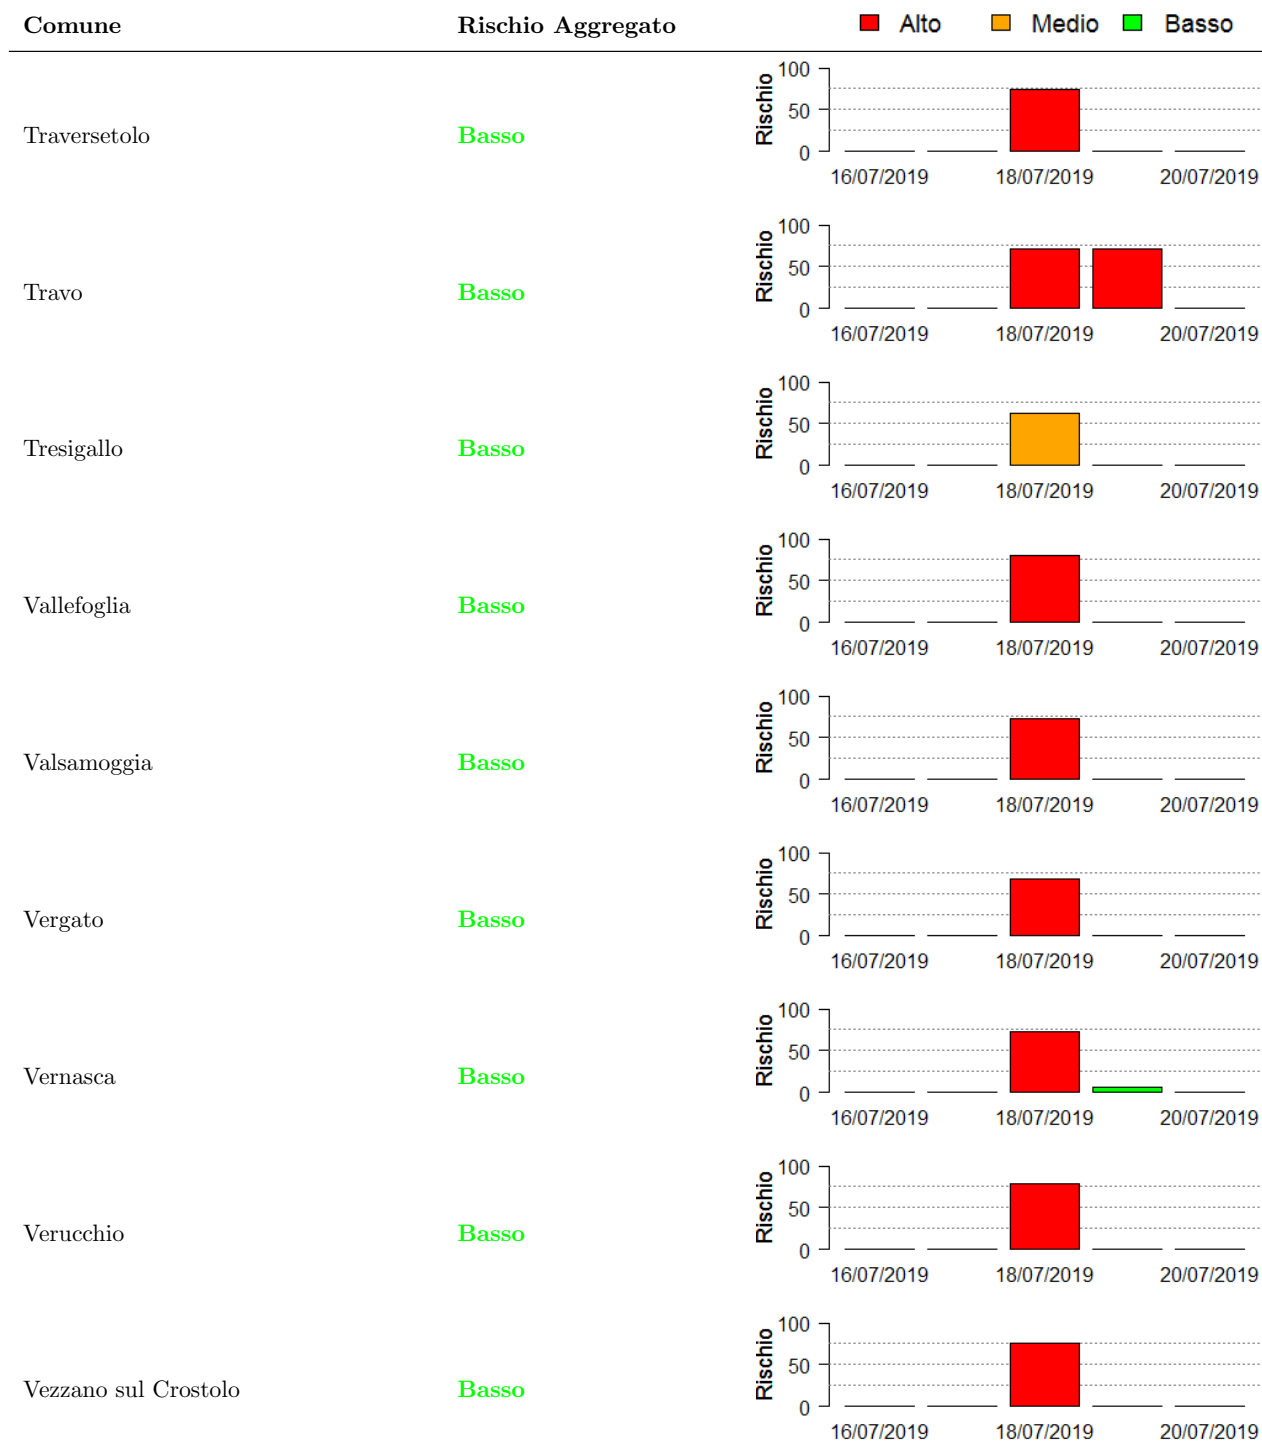 Comune Rischio Aggregato Alto Medio Basso
Traversetolo Basso
Rischio
100
50
0
16/07/2019 18/07/2019 20/07/2019
Travo Basso
Rischio
100
50
0
16/07/2019 18/07/2019 20/07/2019
Tresigallo Basso
Rischio
100
50
0
16/07/2019 18/07/2019 20/07/2019
Vallefoglia Basso
Rischio
100
50
0
16/07/2019 18/07/2019 20/07/2019
Valsamoggia Basso
Rischio
100
50
0
16/07/2019 18/07/2019 20/07/2019
Vergato Basso
Rischio
100
50
0
16/07/2019 18/07/2019 20/07/2019
Vernasca Basso
Rischio
100
50
0
16/07/2019 18/07/2019 20/07/2019
Verucchio Basso
Rischio
100
50
0
16/07/2019 18/07/2019 20/07/2019
Vezzano sul Crostolo Basso
Rischio
100
50
0
16/07/2019 18/07/2019 20/07/2019